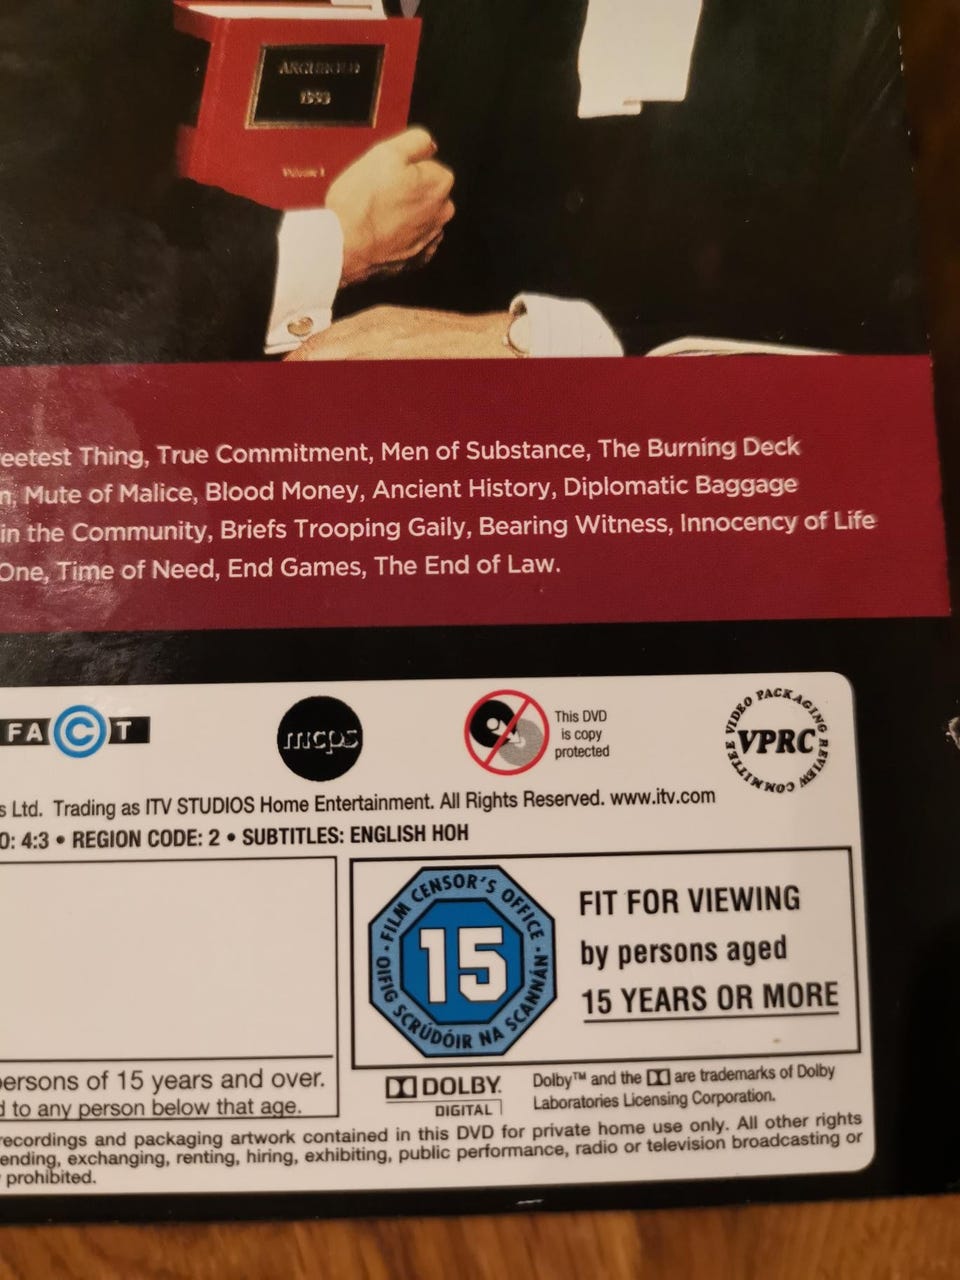 ARCHBOLD
1993
Volume 1
eetest Thing, True Commitment, Men of Substance, The Burning Deck
n, Mute of Malice, Blood Money, Ancient History, Diplomatic Baggage
in the Community, Briefs Trooping Gaily, Bearing Witness, Innocency of Life
One, Time of Need, End Games, The End of Law.
FACT
mcps
This DVD
is copy
protected
VIDEO PACKAGING REVIEW COMMITTEE
VPRC
s Ltd. Trading as ITV STUDIOS Home Entertainment. All Rights Reserved. www.itv.com
O: 4:3 • REGION CODE: 2 • SUBTITLES: ENGLISH HOH
FILM CENSOR'S OFFICE · OIFIG SCRÚDÓIR NA SCANNÁN ·
15
FIT FOR VIEWING
by persons aged
15 YEARS OR MORE
ersons of 15 years and over.
d to any person below that age.
DOLBY
DIGITAL
Dolby™ and the are trademarks of Dolby
Laboratories Licensing Corporation.
recordings and packaging artwork contained in this DVD for private home use only. All other rights
ending, exchanging, renting, hiring, exhibiting, public performance, radio or television broadcasting or
prohibited.